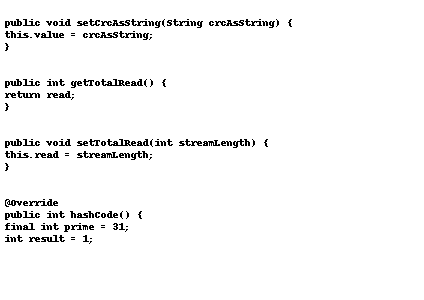 public void setCrcAsString(String crcAsString) {
this.value = crcAsString;
}
public int getTotalRead() {
return read;
}
public void setTotalRead(int streamLength) {
this.read = streamLength;
}
@Override
public int hashCode() {
final int prime = 31;
int result = 1;